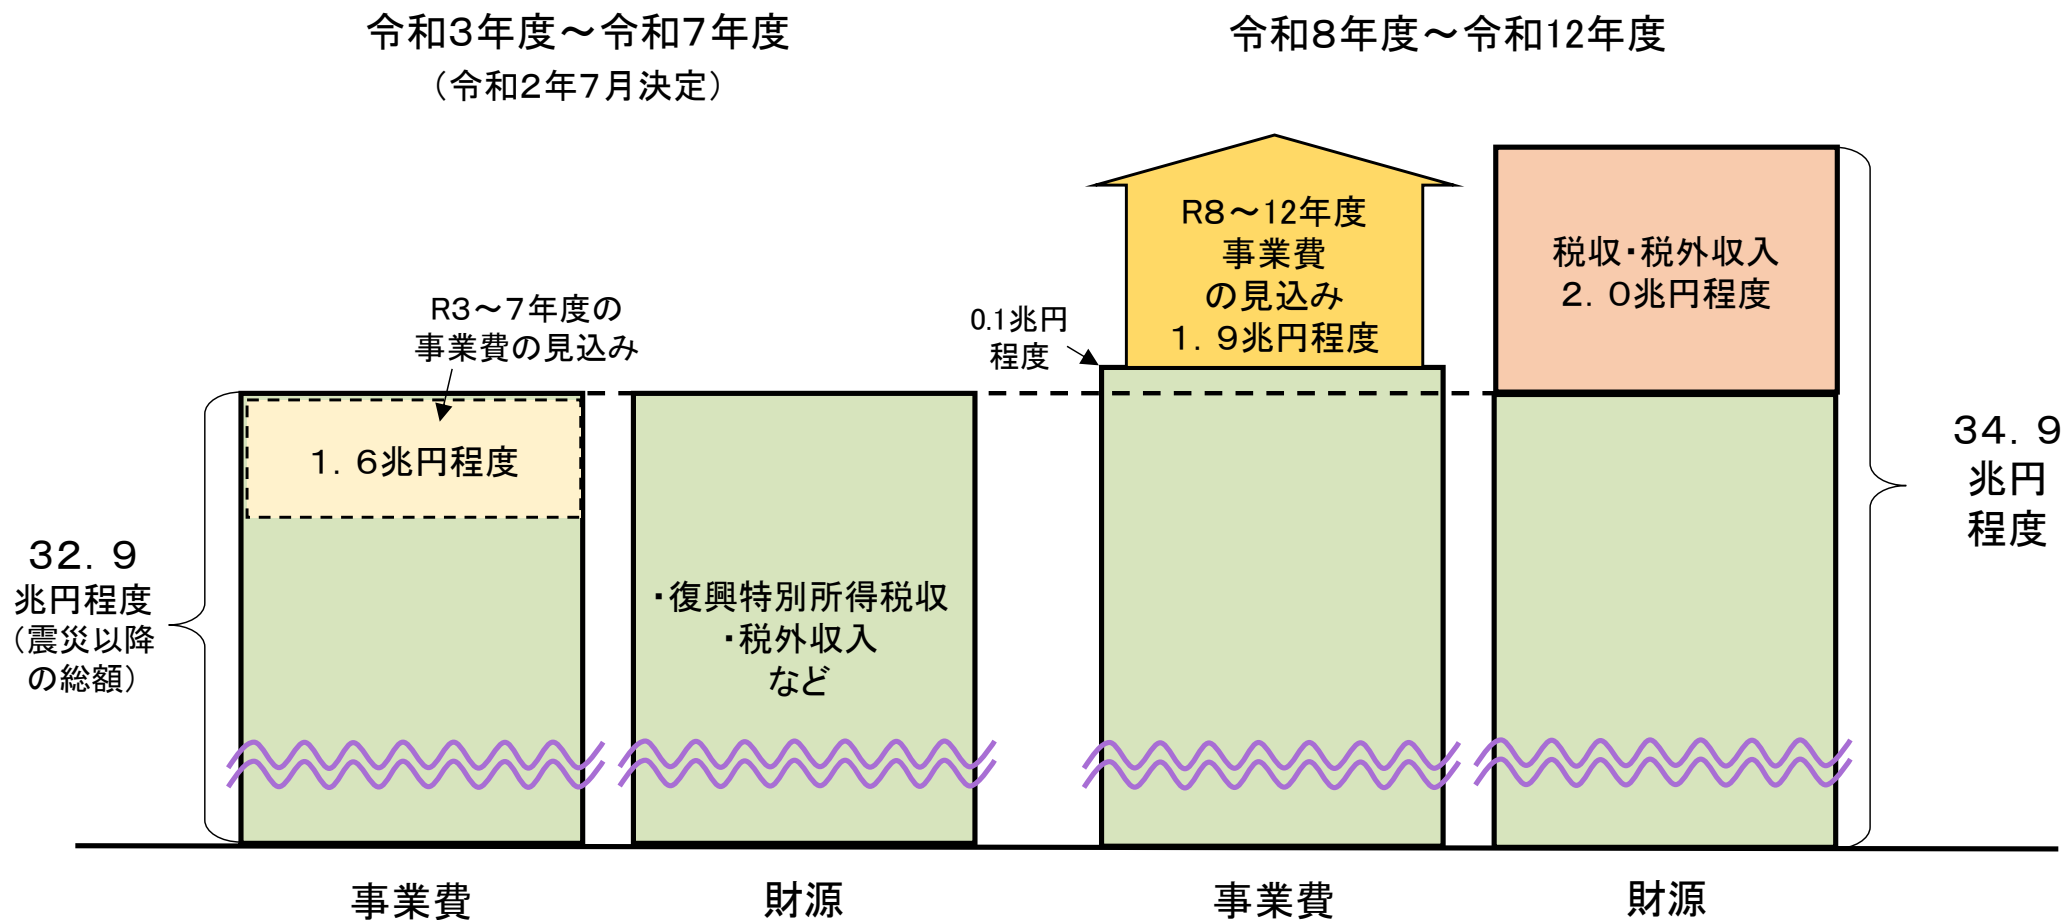 令和3年度～令和7年度
（令和2年7月決定）
令和8年度～令和12年度
R3～7年度の
事業費の見込み
1．6兆円程度
32．9
兆円程度
（震災以降
の総額）
・復興特別所得税収
・税外収入
など
0.1兆円
程度
R8～12年度
事業費
の見込み
1．9兆円程度
税収・税外収入
2．0兆円程度
34．9
兆円
程度
事業費
財源
事業費
財源